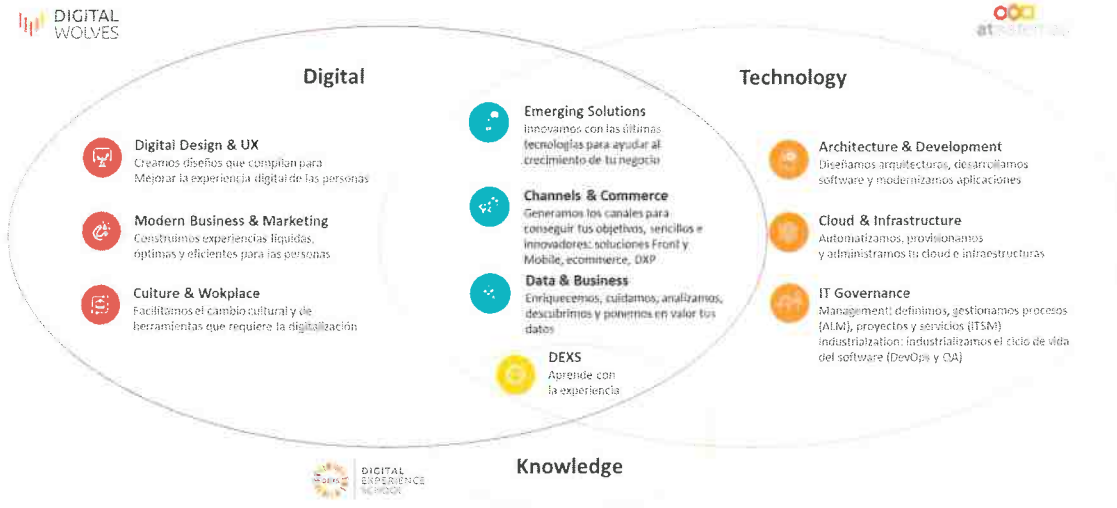 DIGITAL
WOLVES
Digital
Technology
Digital Design & UX
Creamos diseños que compilan para
Mejorar la experiencia digital de las personas
Modern Business & Marketing
Construimos experiencias líquidas,
óptimas y eficientes para las personas
Culture & Wokplace
Facilitamos el cambio cultural y de
herramientas que requiere la digitalización
Emerging Solutions
Innovamos con las últimas
tecnologías para ayudar al
crecimiento de tu negocio
Channels & Commerce
Generamos los canales para
conseguir tus objetivos, sencillos e
innovadores: soluciones Front y
Mobile, ecommerce, DXP
Data & Business
Enriquecemos, cuidamos, analizamos,
descubrimos y ponemos en valor tus
datos
DEXS
Aprende con
la experiencia
Architecture & Development
Diseñamos arquitecturas, desarrollamos
software y modernizamos aplicaciones
Cloud & Infrastructure
Automatizamos, provisionamos
y administramos tu cloud e infraestructuras
IT Governance
Management: definimos, gestionamos procesos
(ALM), proyectos y servicios (ITSM)
Industrialzation: industrializamos el ciclo de vida
del software (DevOps y QA)
Knowledge
DEXS
DIGITAL
EXPERIENCE
SCHOOL